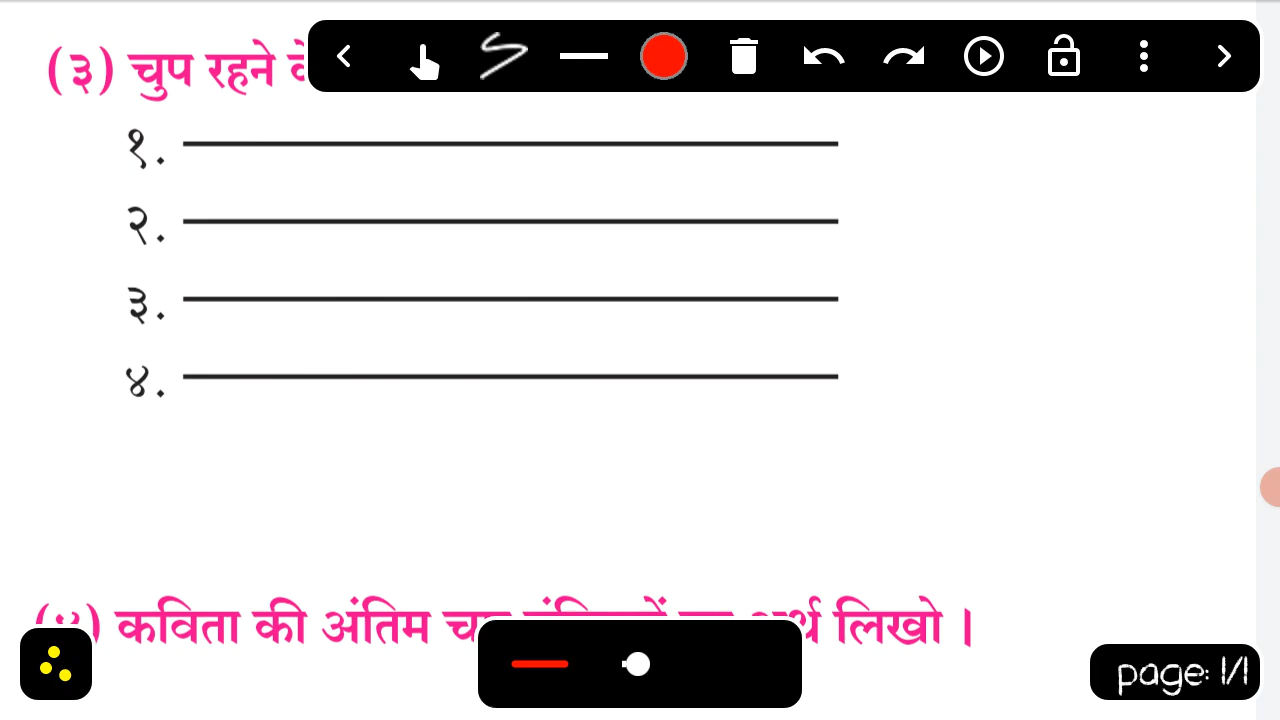 (३) चुप रहने
१.
२.
३.
४.
कविता की अंतिम लिखो ।
page: 1/1